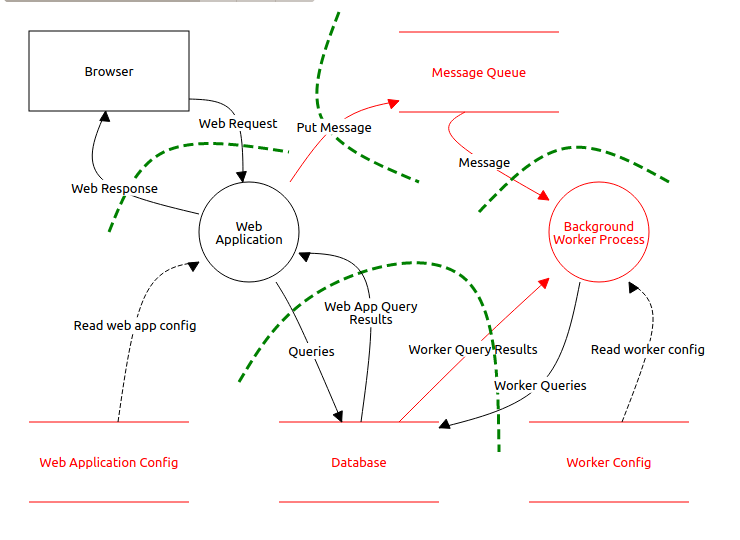 Browser
Message Queue
Web Request
Put Message
Message
Web Response
Web
Application
Background
Worker Process
Web App Query
Results
Read web app config
Queries
Worker Query Results
Read worker config
Worker Queries
Web Application Config
Database
Worker Config